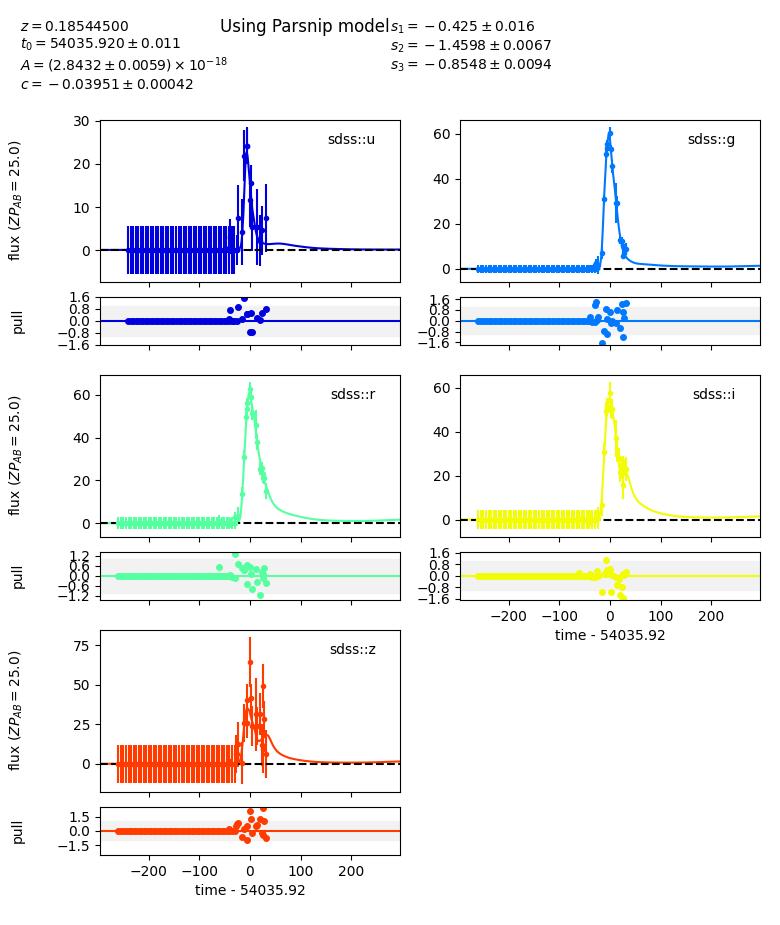 Using Parsnip model
z = 0.18544500
t₀ = 54035.920 ± 0.011
A = (2.8432 ± 0.0059) × 10⁻¹⁸
c = −0.03951 ± 0.00042
s₁ = −0.425 ± 0.016
s₂ = −1.4598 ± 0.0067
s₃ = −0.8548 ± 0.0094
sdss::u
flux (ZP_AB = 25.0)
30
20
10
0
pull
1.6
0.8
0.0
−0.8
−1.6
sdss::g
60
40
20
0
1.6
0.8
0.0
−0.8
−1.6
sdss::r
flux (ZP_AB = 25.0)
60
40
20
0
pull
1.2
0.6
0.0
−0.6
−1.2
sdss::i
60
40
20
0
1.6
0.8
0.0
−0.8
−1.6
−200 −100 0 100 200
time - 54035.92
sdss::z
flux (ZP_AB = 25.0)
75
50
25
0
pull
1.5
0.0
−1.5
−200 −100 0 100 200
time - 54035.92